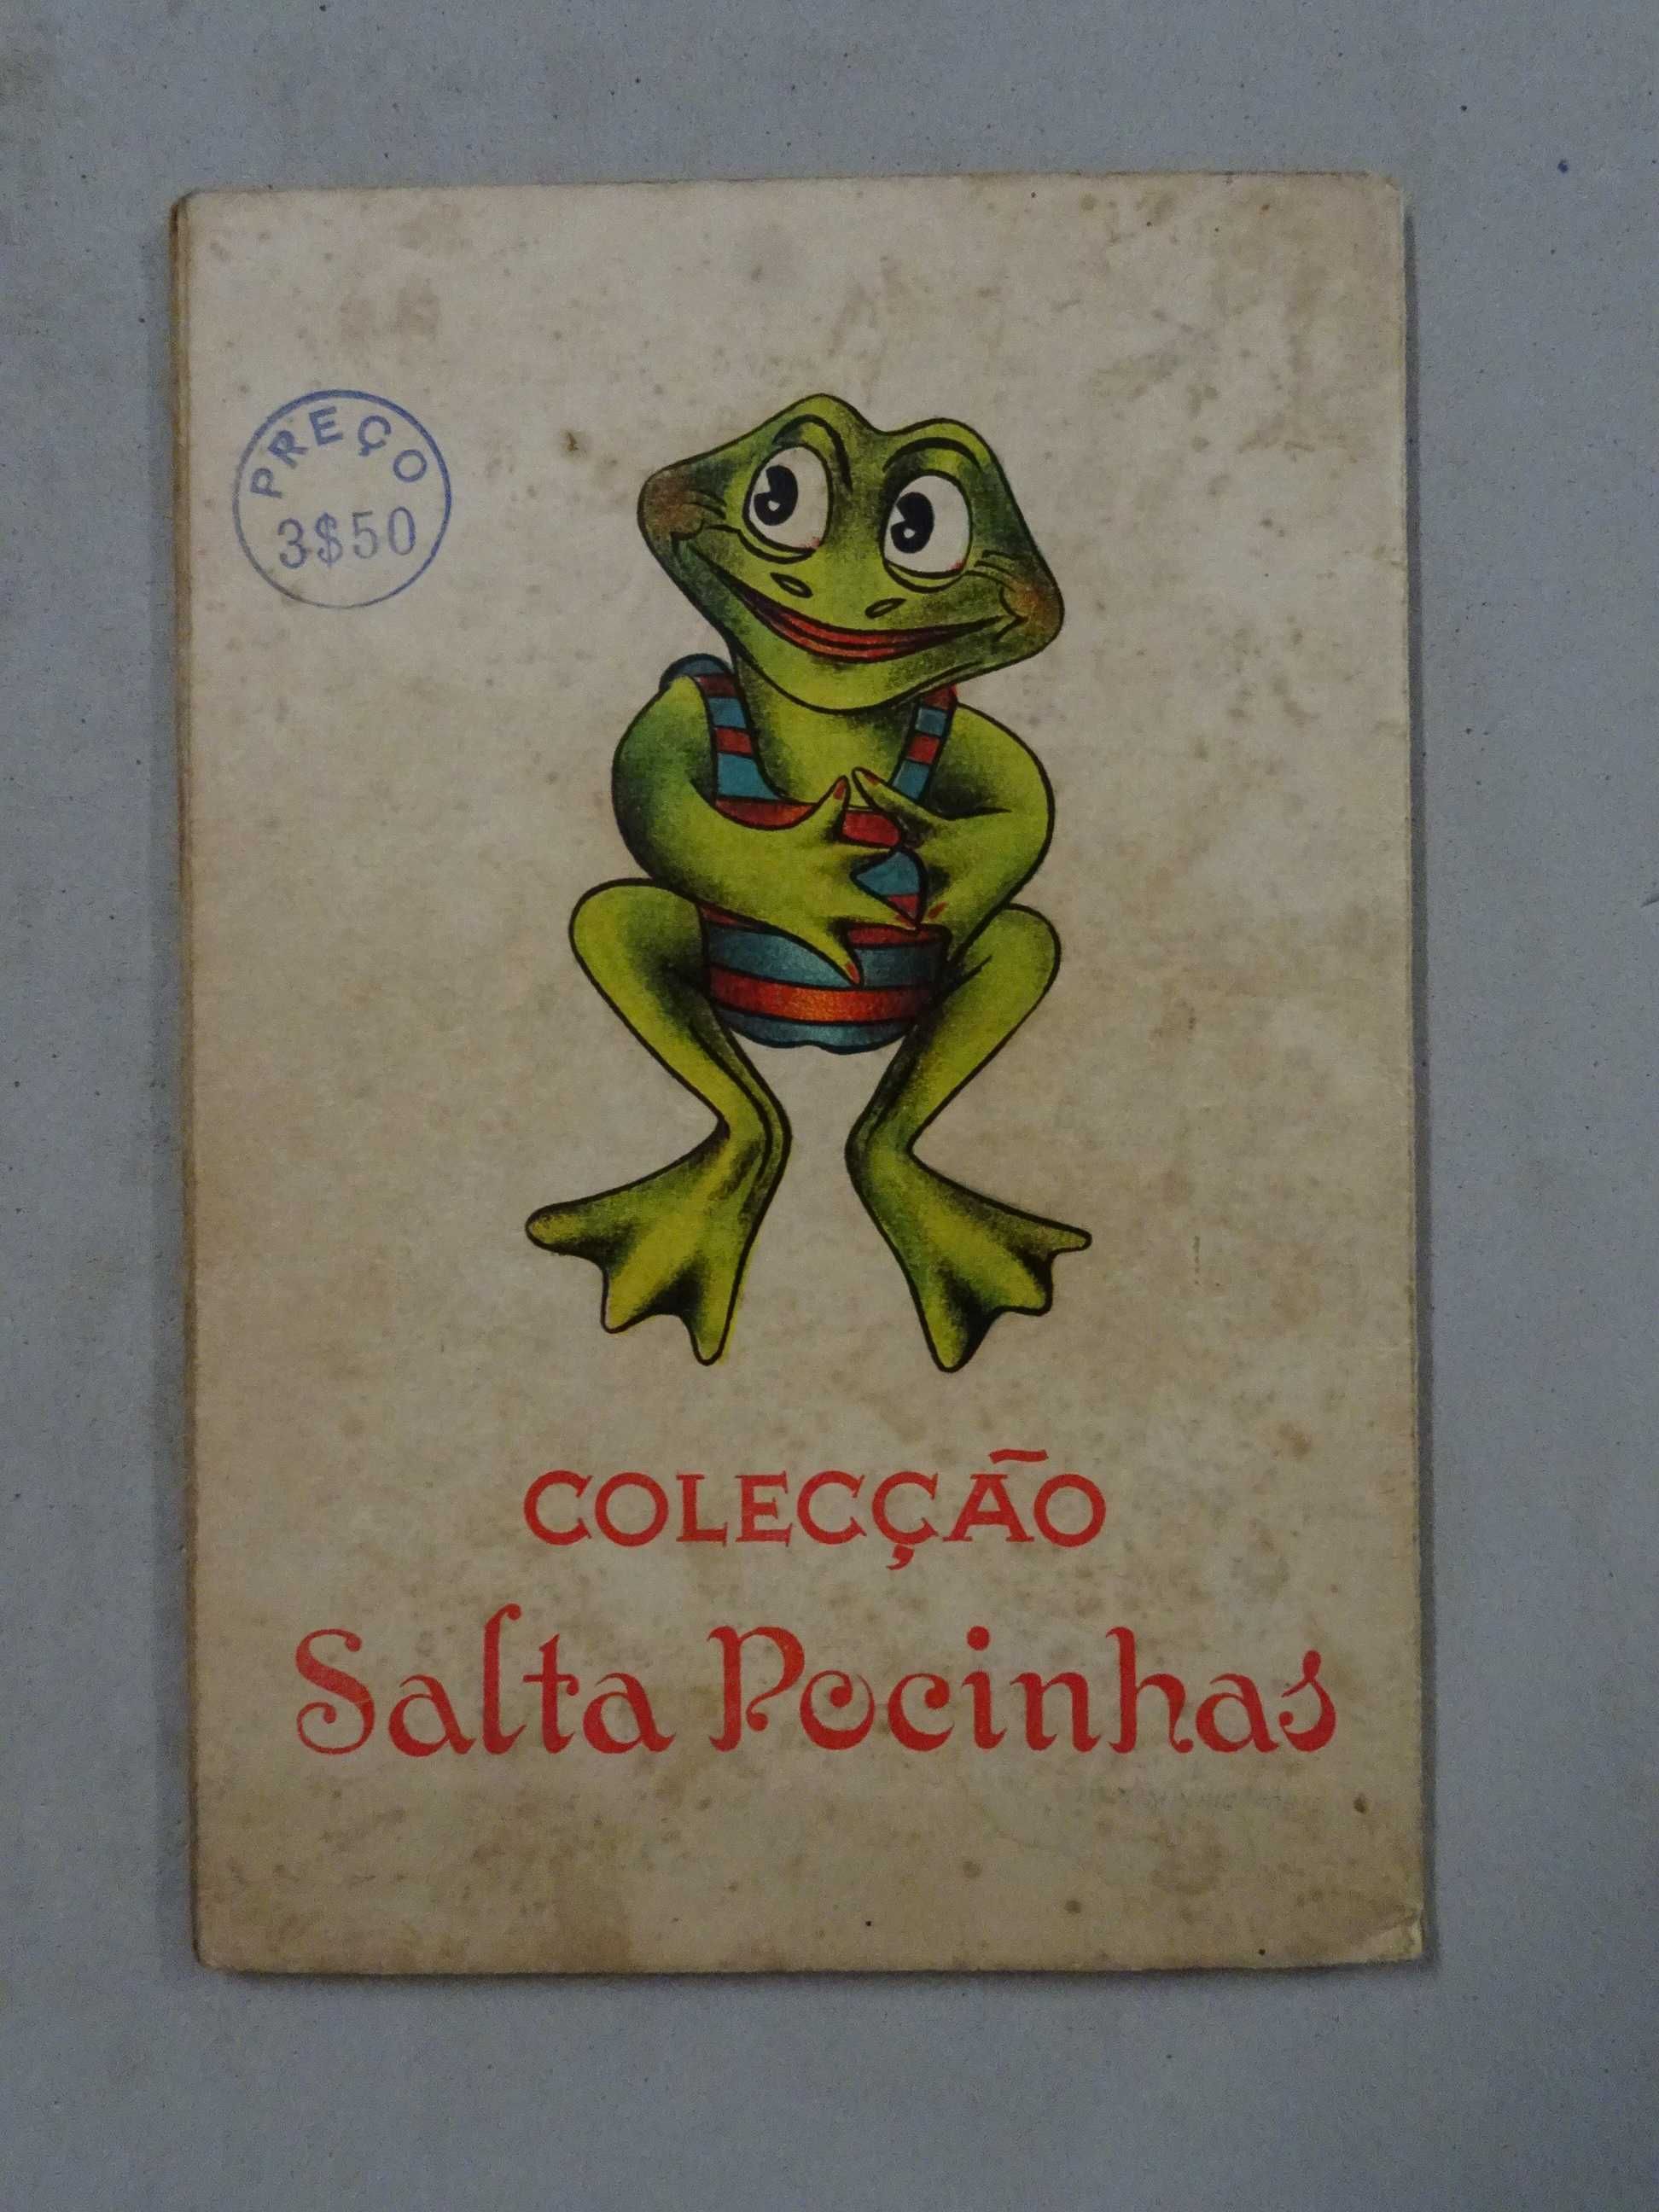 PREÇO
3$50
COLECÇÃO
Salta Pocinhas